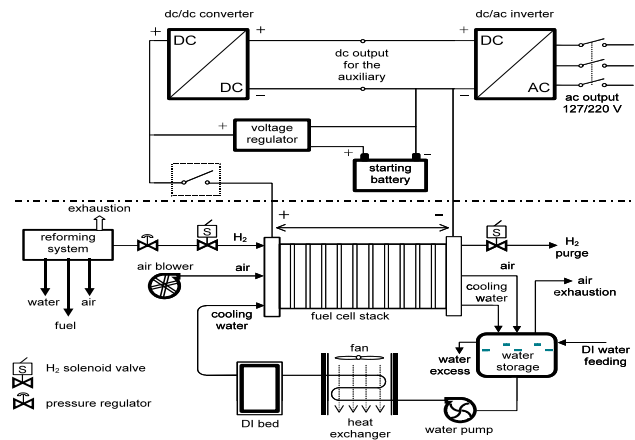 dc/dc converter
dc/ac inverter
+
+
+
DC
DC
dc output
for the
auxiliary
DC
AC
−
−
ac output
127/220 V
+
voltage
regulator
+
−
starting
battery
exhaustion
+
−
reforming
system
S
H2
S
H2
purge
air blower
air
air
water
air
fuel
cooling
water
fuel cell stack
cooling
water
air
exhaustion
S
H2 solenoid valve
pressure regulator
fan
water
excess
water
storage
DI water
feeding
DI bed
heat
exchanger
water pump